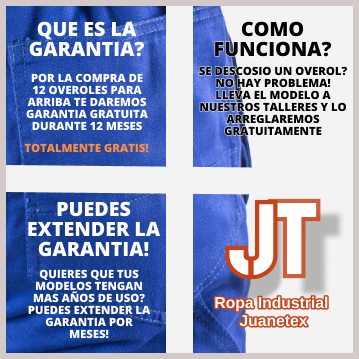 QUE ES LA
GARANTIA?
POR LA COMPRA DE
12 OVEROLES PARA
ARRIBA TE DAREMOS
GARANTIA GRATUITA
DURANTE 12 MESES
TOTALMENTE GRATIS!
COMO
FUNCIONA?
SE DESCOSIO UN OVEROL?
NO HAY PROBLEMA!
LLEVA EL MODELO A
NUESTROS TALLERES Y LO
ARREGLAREMOS
GRATUITAMENTE
PUEDES
EXTENDER LA
GARANTIA!
QUIERES QUE TUS
MODELOS TENGAN
MAS AÑOS DE USO?
PUEDES EXTENDER LA
GARANTIA POR
MESES!
JT
Ropa Industrial
Juanetex